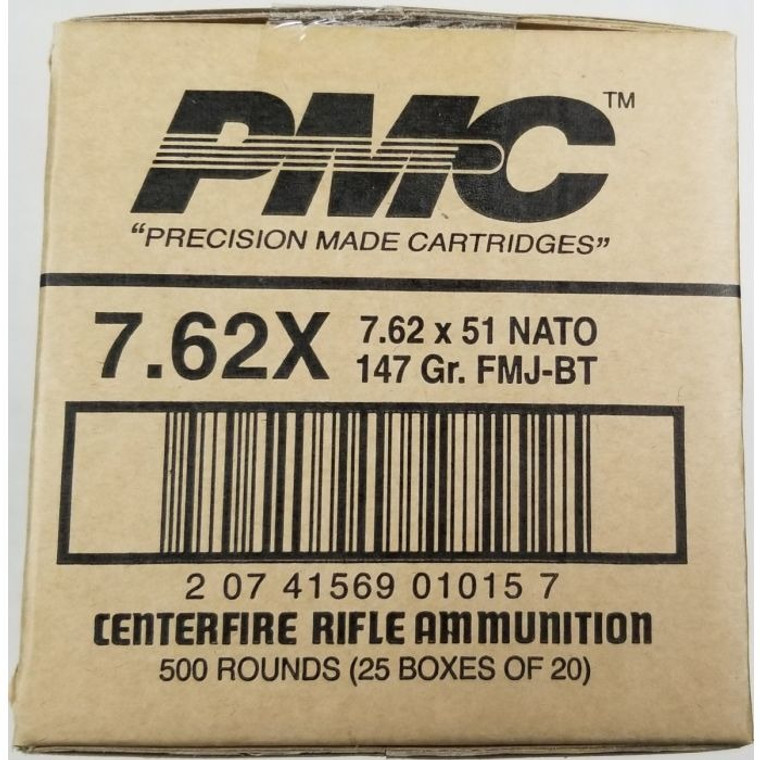 PMC™
“PRECISION MADE CARTRIDGES”
7.62X
7.62 x 51 NATO
147 Gr. FMJ-BT
2 07 41569 01015 7
CENTERFIRE RIFLE AMMUNITION
500 ROUNDS (25 BOXES OF 20)